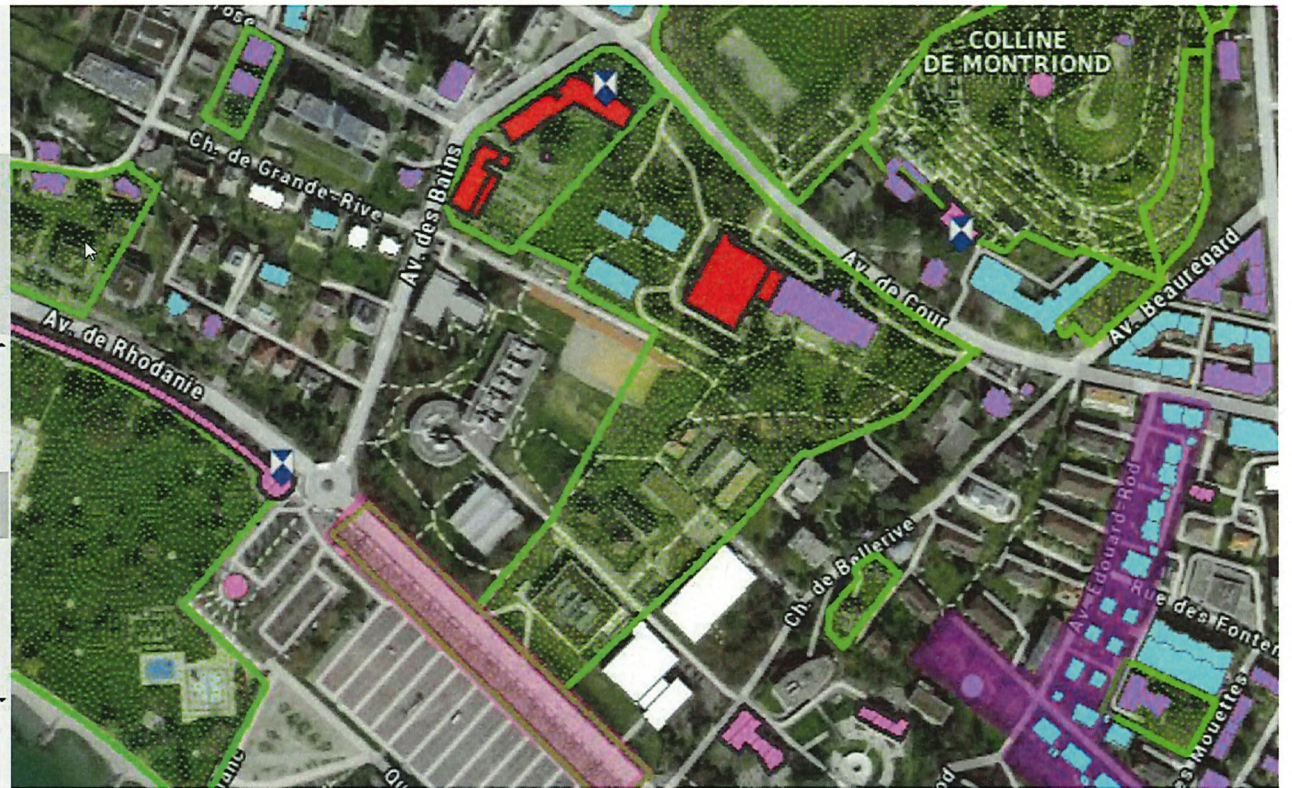 COLLINE
DE MONTRIOND
Ch. de Grande-Rive
Av. des Bains
Av. de Cour
Av. Beauregard
Av. de Rhodanie
Av. Edouard-Rod
Ch. de Bellerive
Rue des Fonten
es Mouettes